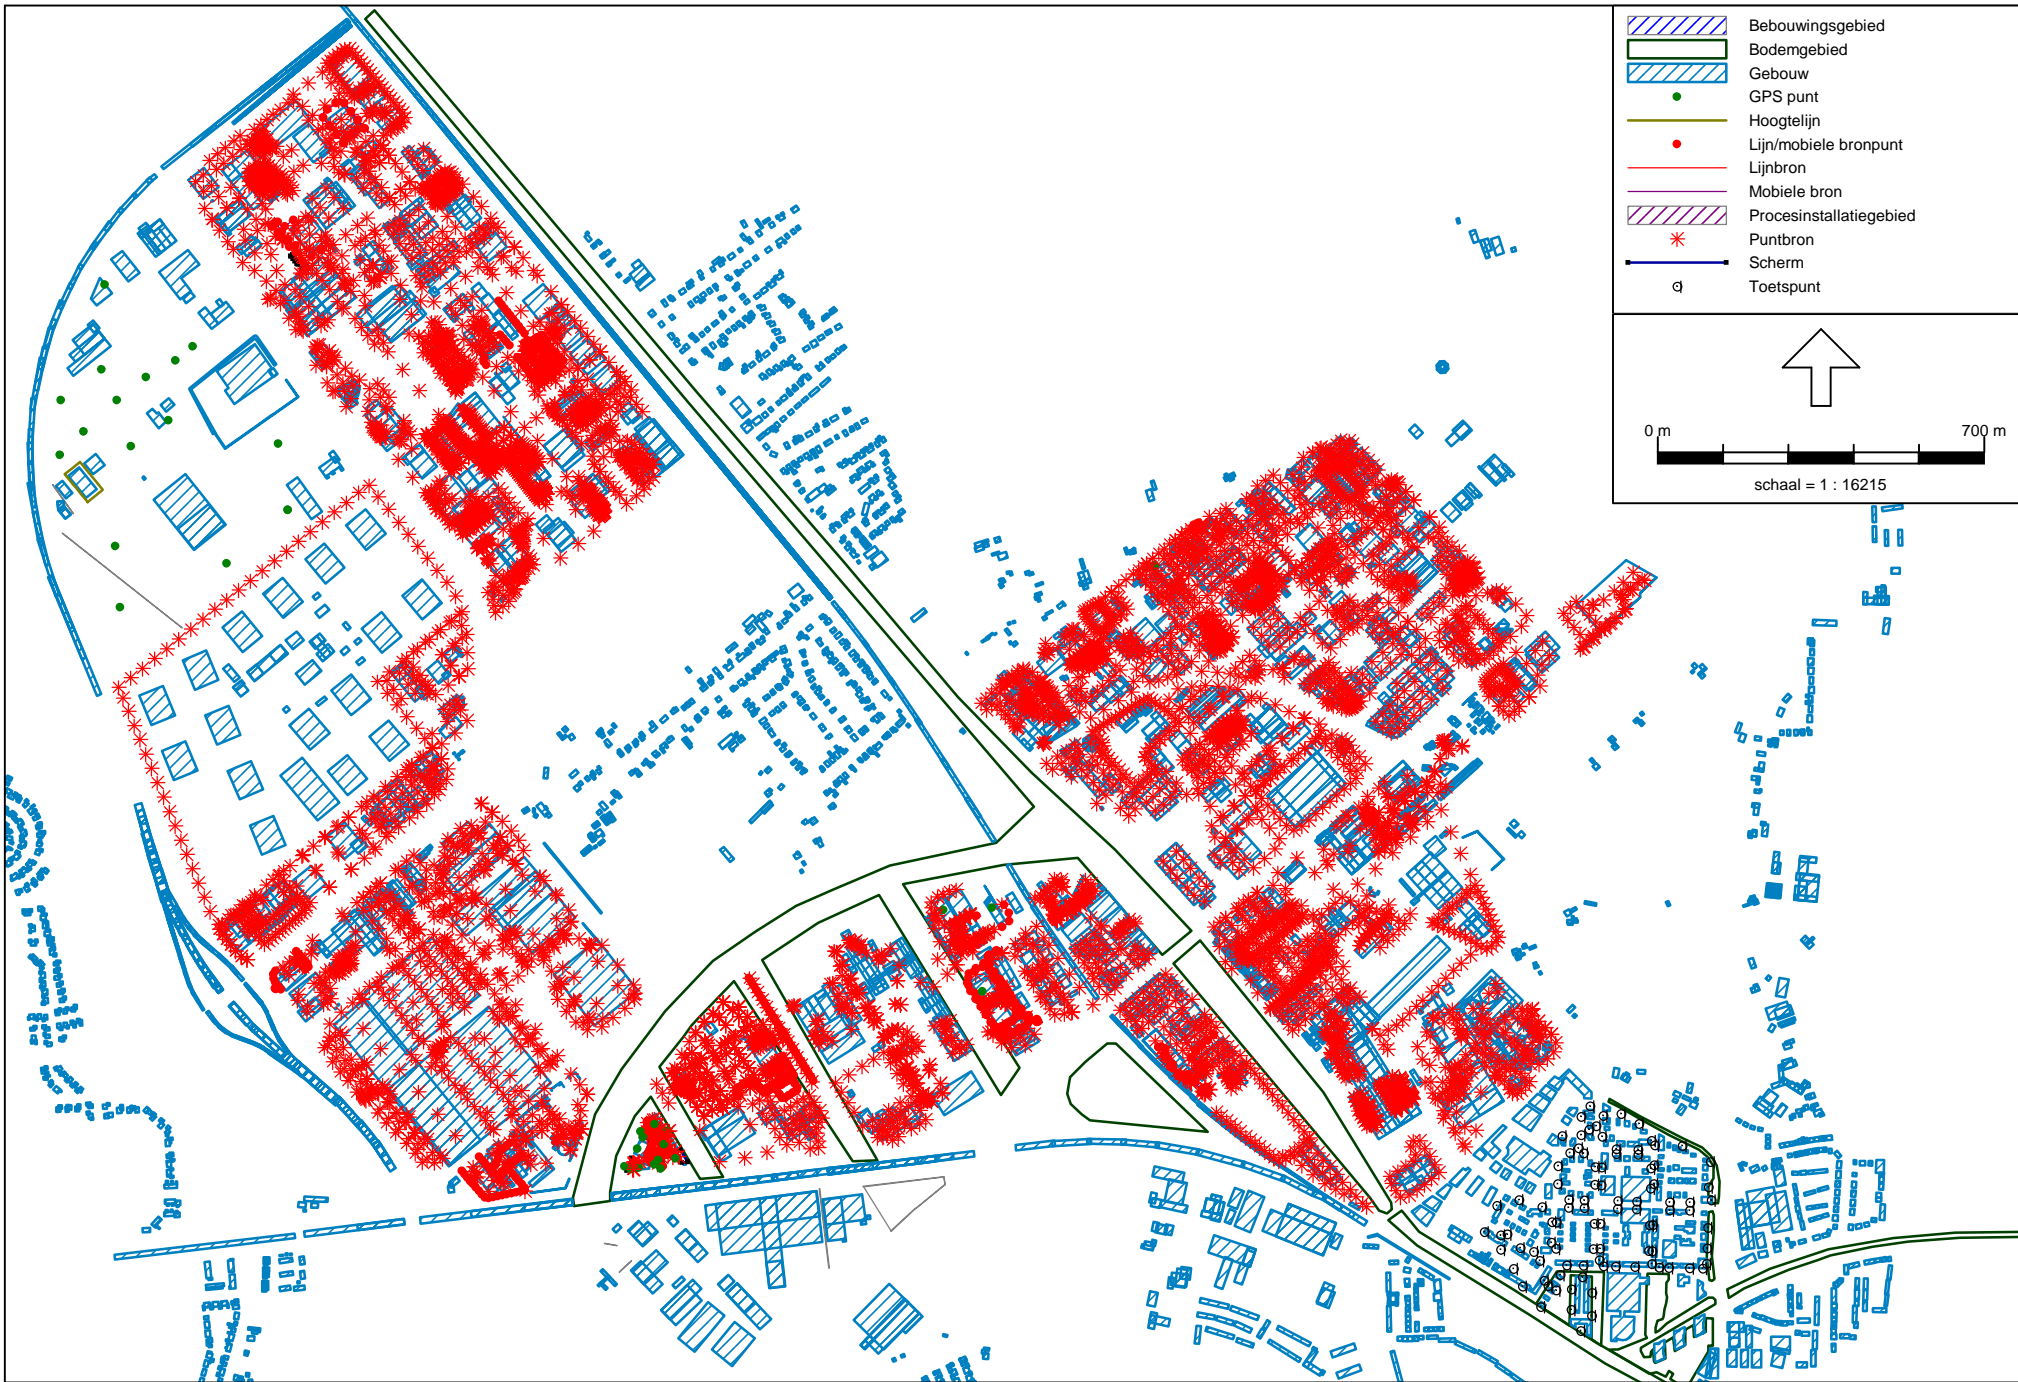 Bebouwingsgebied
Bodemgebied
Gebouw
GPS punt
Hoogtelijn
Lijn/mobiele bronpunt
Lijnbron
Mobiele bron
Procesinstallatiegebied
Puntbron
Scherm
Toetspunt
0 m 700 m
schaal = 1 : 16215